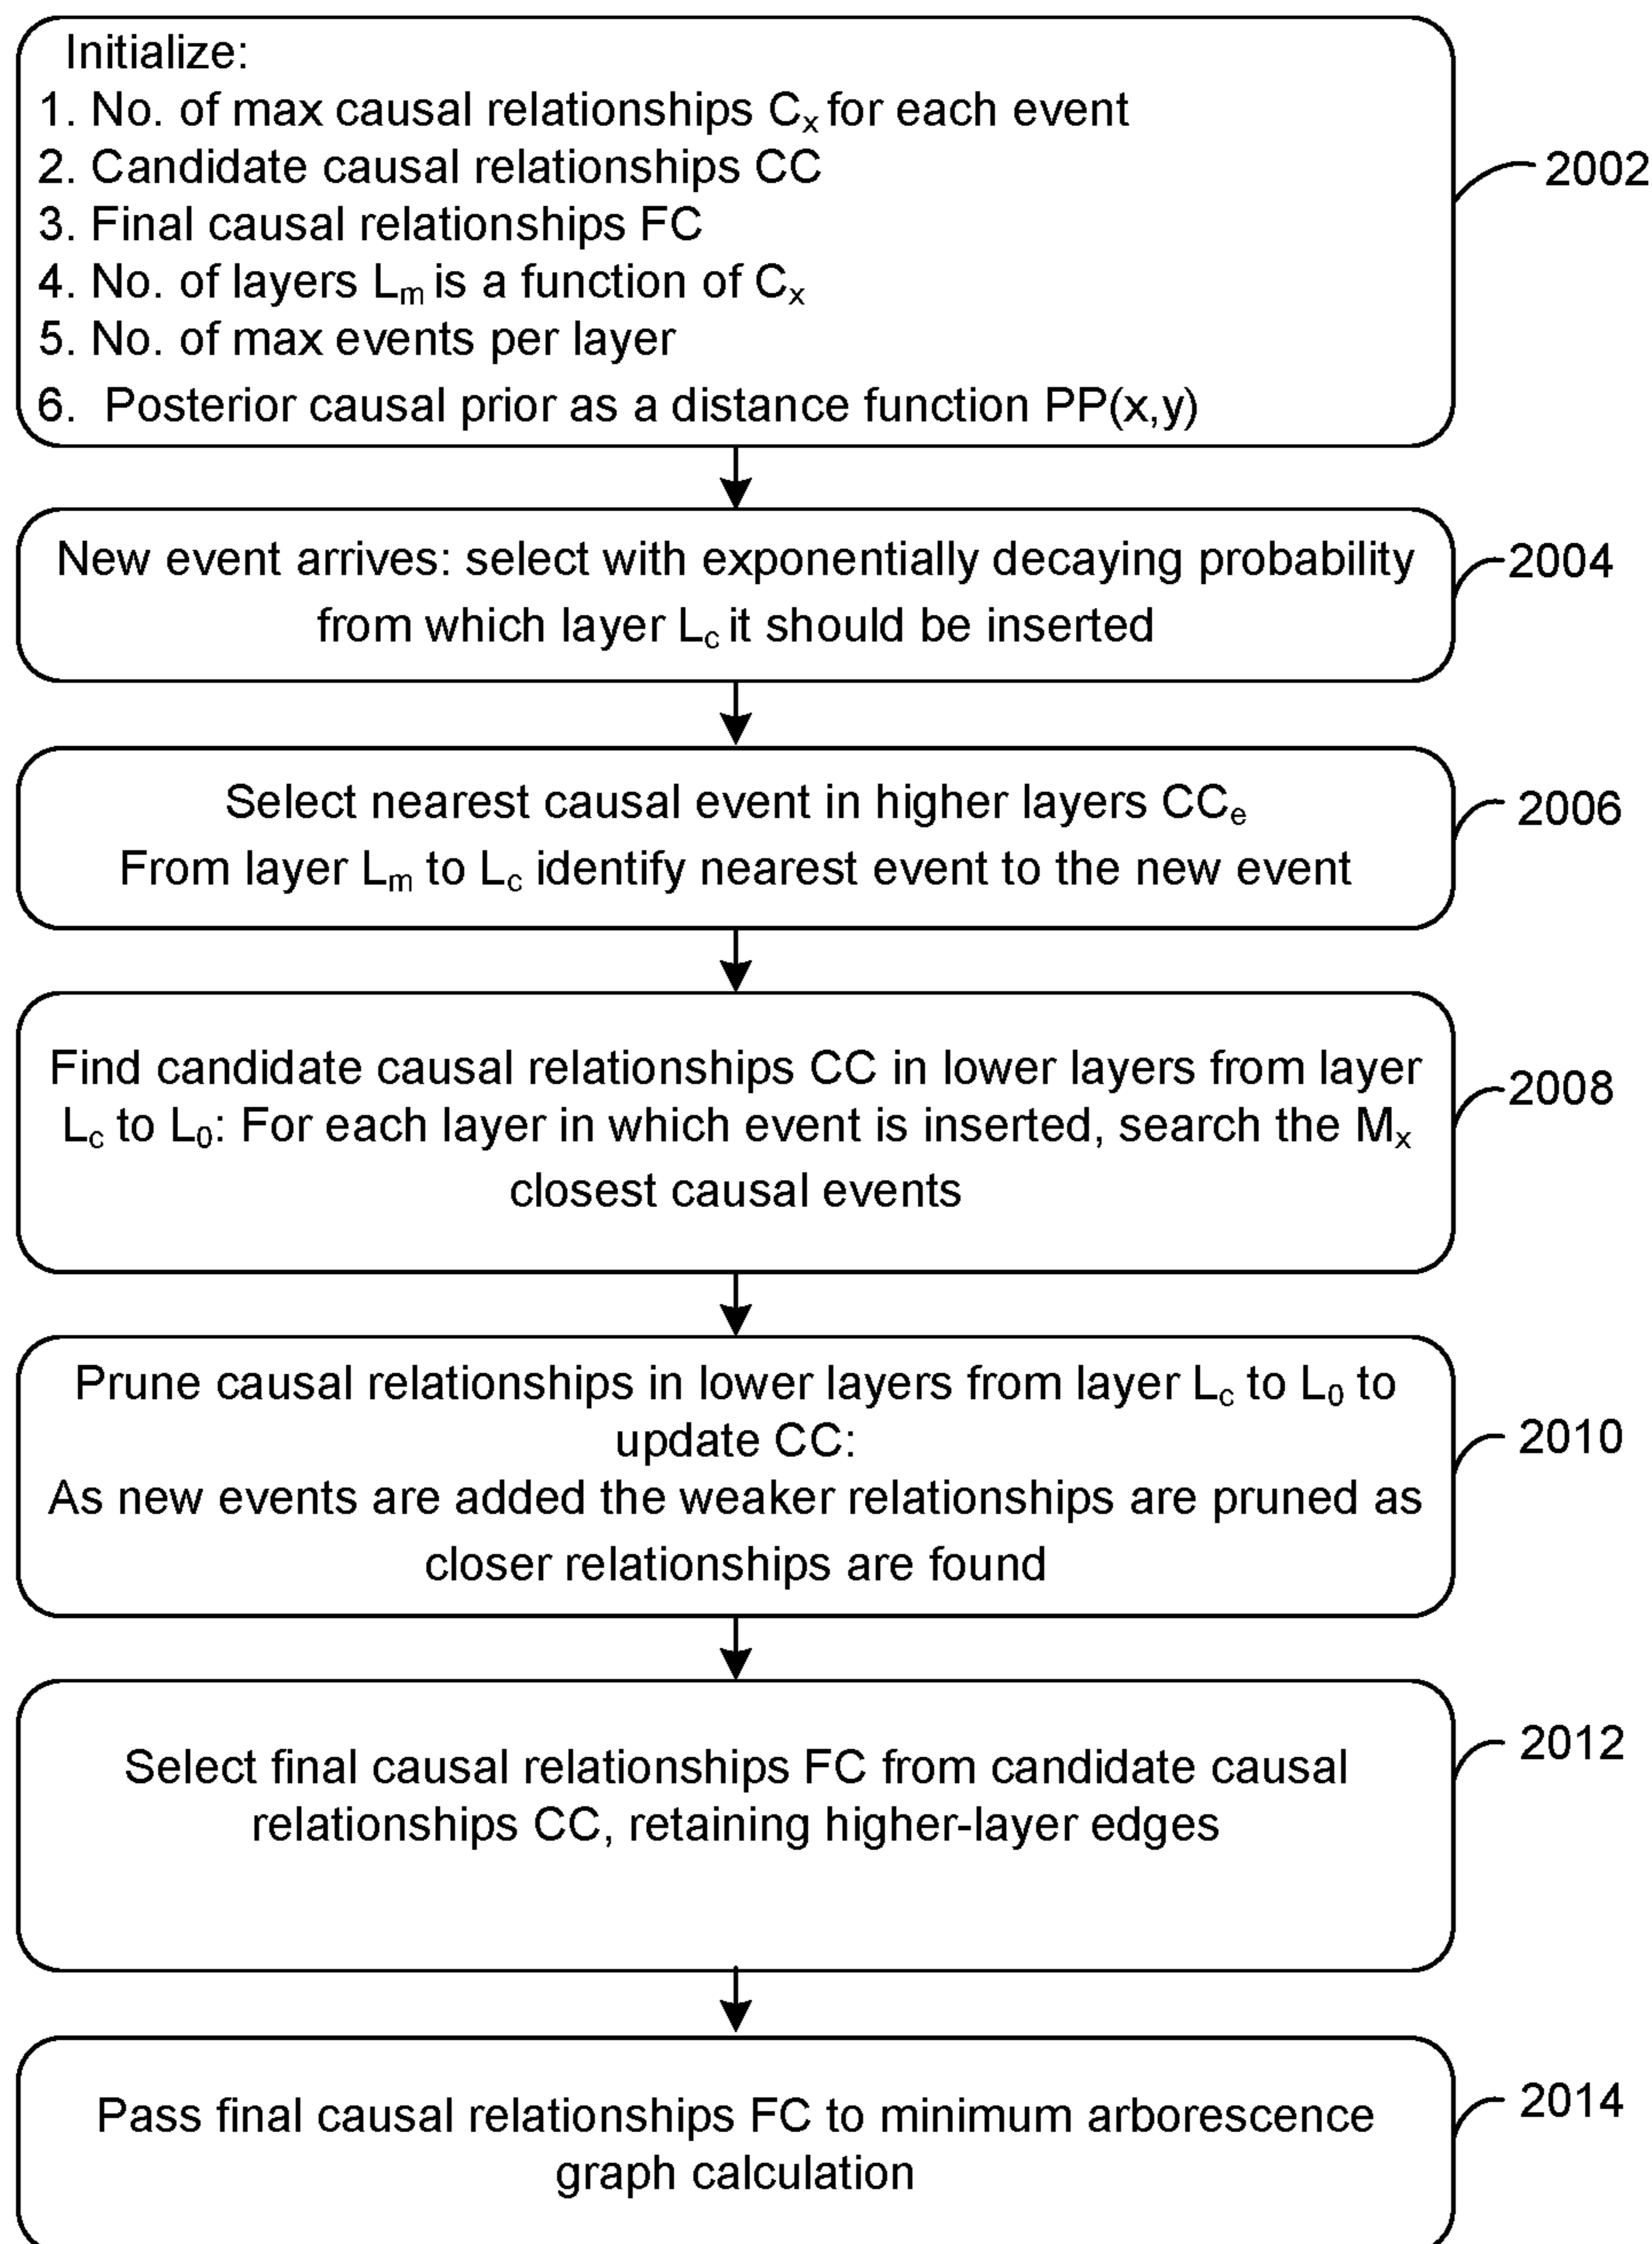 Initialize:
1. No. of max causal relationships Cₓ for each event
2. Candidate causal relationships CC
3. Final causal relationships FC
4. No. of layers Lₘ is a function of Cₓ
5. No. of max events per layer
6. Posterior causal prior as a distance function PP(x,y)
2002
New event arrives: select with exponentially decaying probability
from which layer L꜀ it should be inserted
2004
Select nearest causal event in higher layers CCₑ
From layer Lₘ to L꜀ identify nearest event to the new event
2006
Find candidate causal relationships CC in lower layers from layer
L꜀ to L₀: For each layer in which event is inserted, search the Mₓ
closest causal events
2008
Prune causal relationships in lower layers from layer L꜀ to L₀ to
update CC:
As new events are added the weaker relationships are pruned as
closer relationships are found
2010
Select final causal relationships FC from candidate causal
relationships CC, retaining higher-layer edges
2012
Pass final causal relationships FC to minimum arborescence
graph calculation
2014